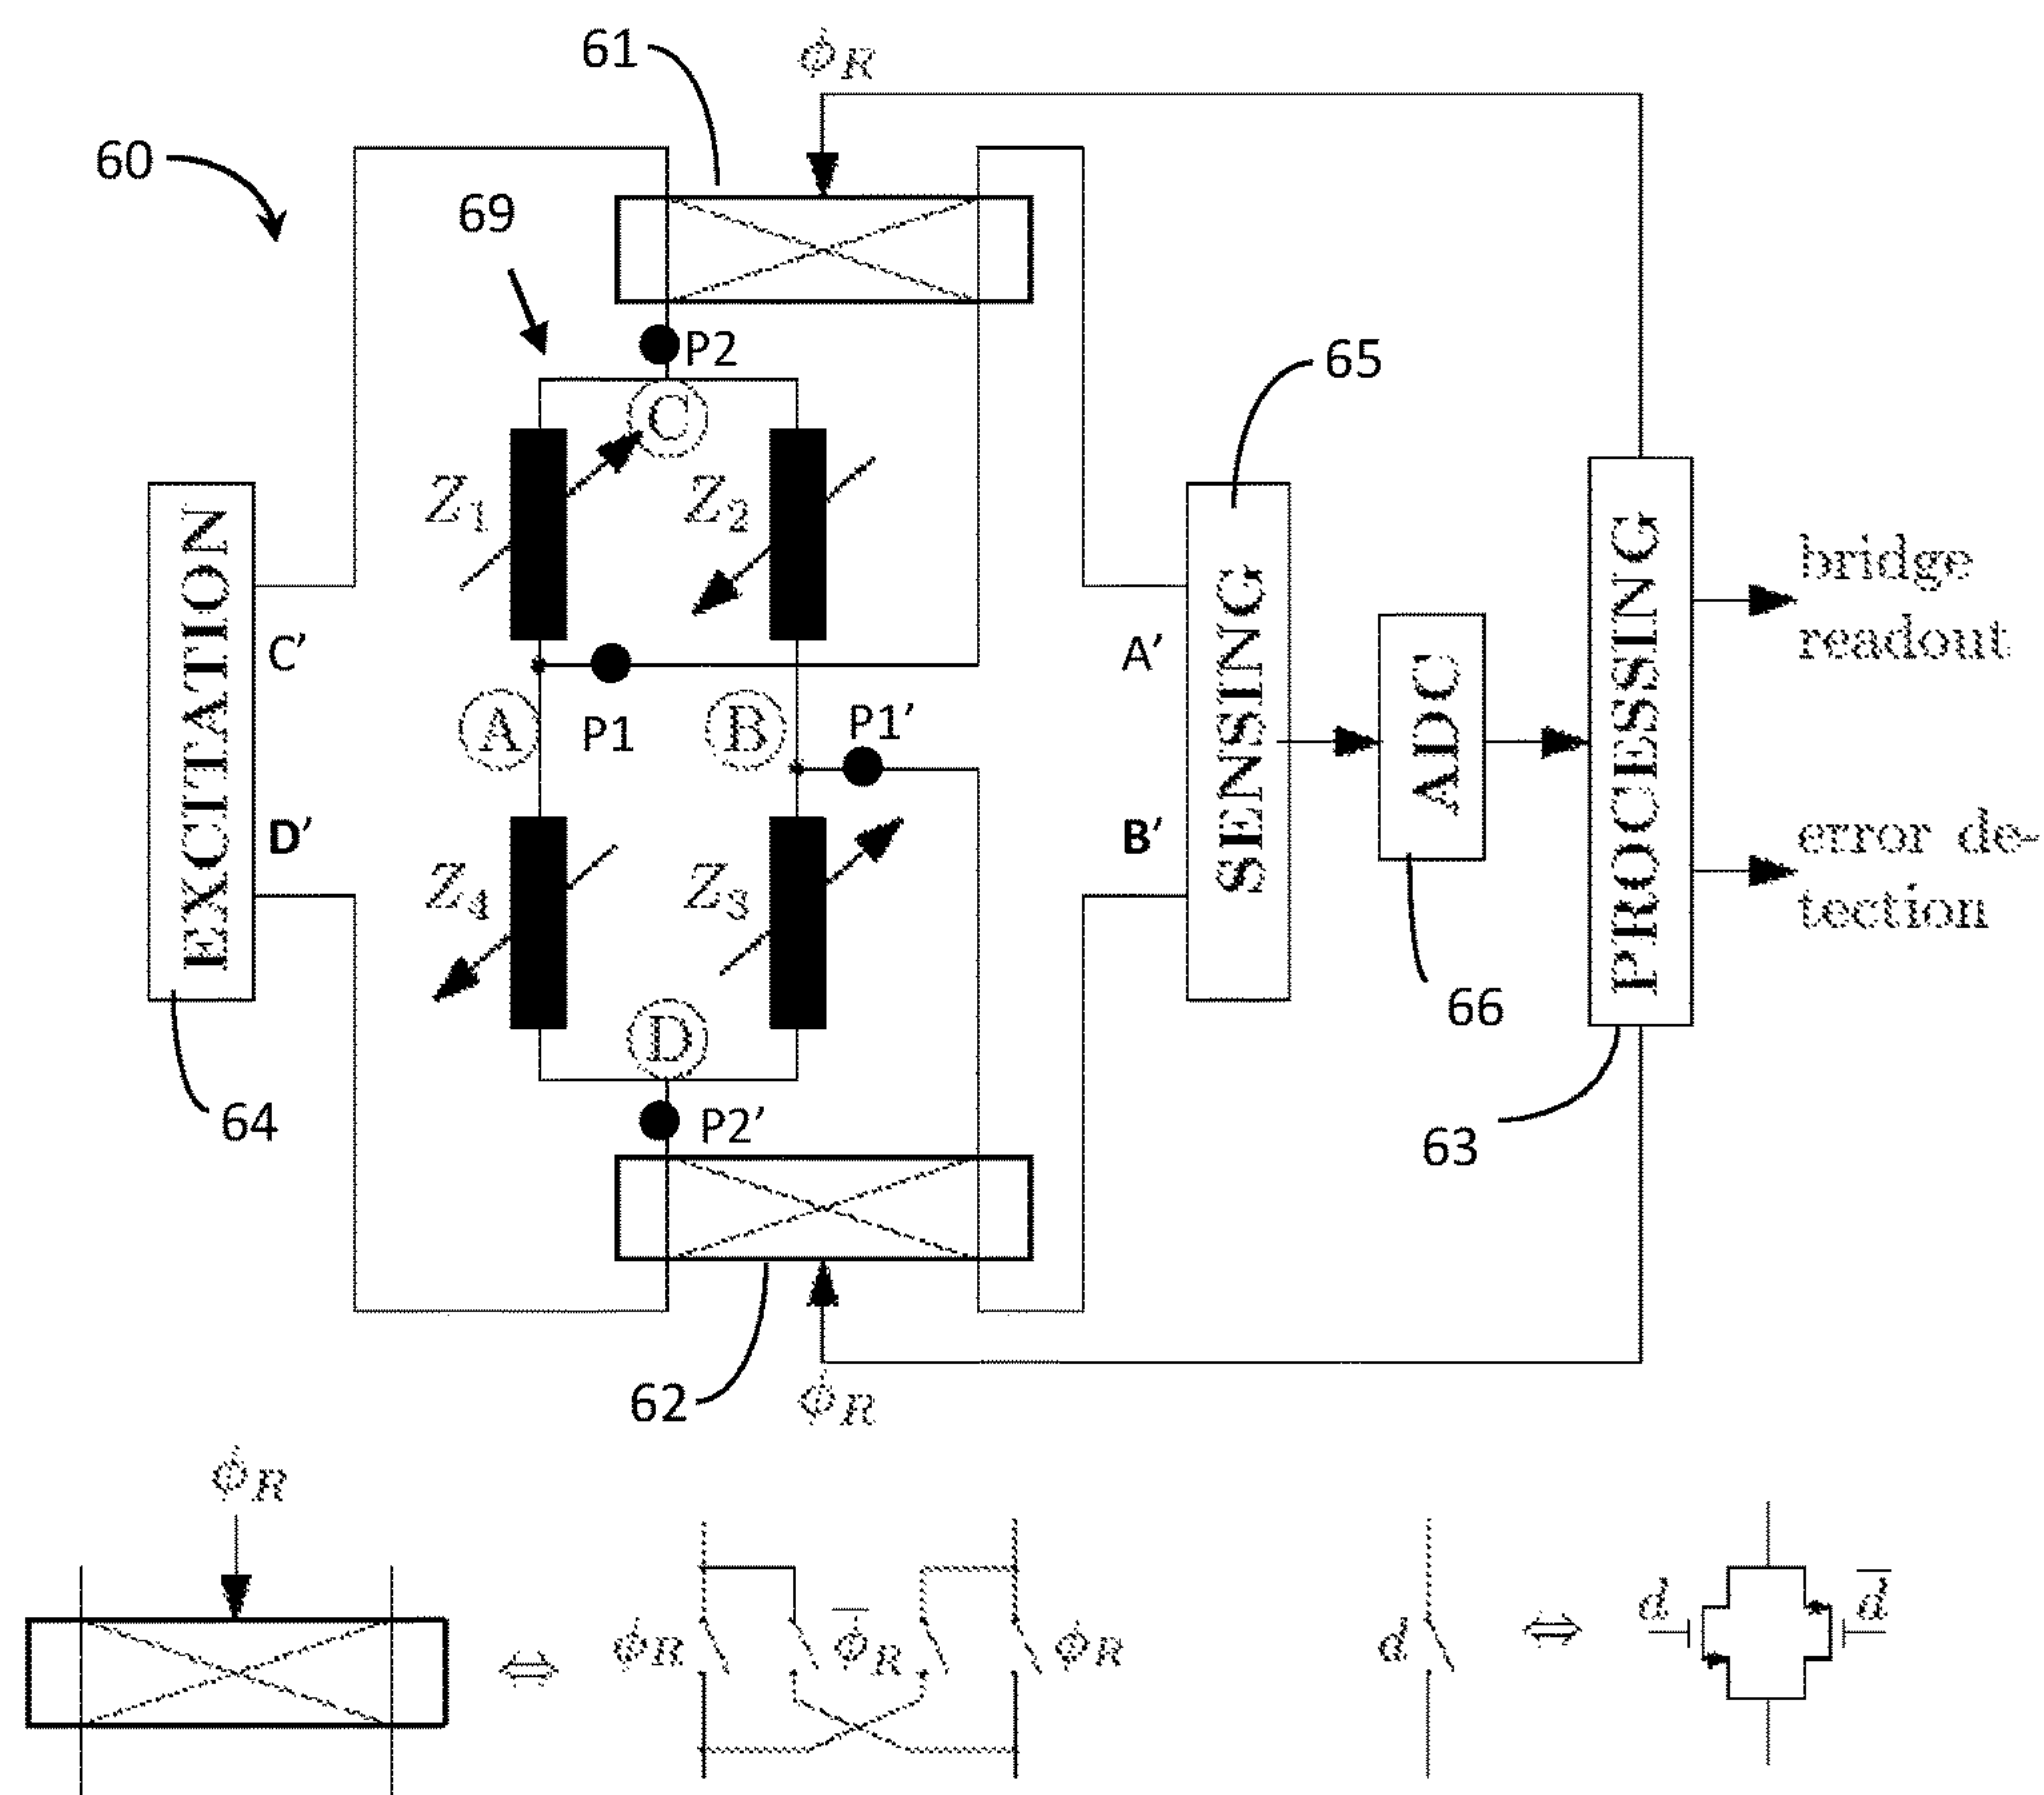 61
ϕR
60
69
P2
65
C
Z1
Z2
bridge
readout
EXCITATION
C'
A'
SENSING
ADC
PROCESSING
A
P1
B
P1'
D'
B'
error de-
tection
Z4
Z3
66
D
64
P2'
63
62
ϕR
ϕR
ϕR
ϕ̅R
ϕR
d
d
d̅